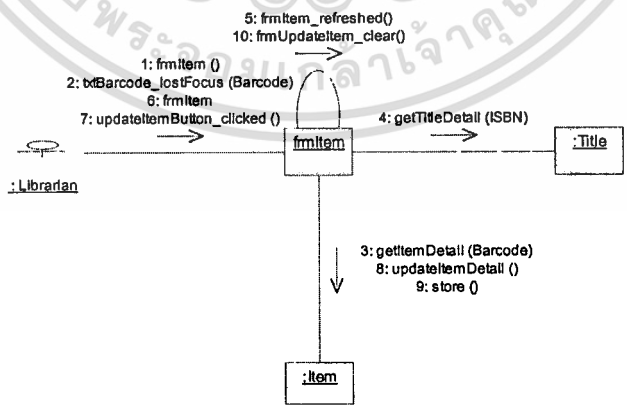 5: frmItem_refreshed()
10: frmUpdateItem_clear()
1: frmItem ()
2: txtBarcode_lostFocus (Barcode)
6: frmItem
7: updateItemButton_clicked ()
frmItem
4: getTitleDetail (ISBN)
:Title
: Librarian
3: getItemDetail (Barcode)
8: updateItemDetail ()
9: store ()
:Item